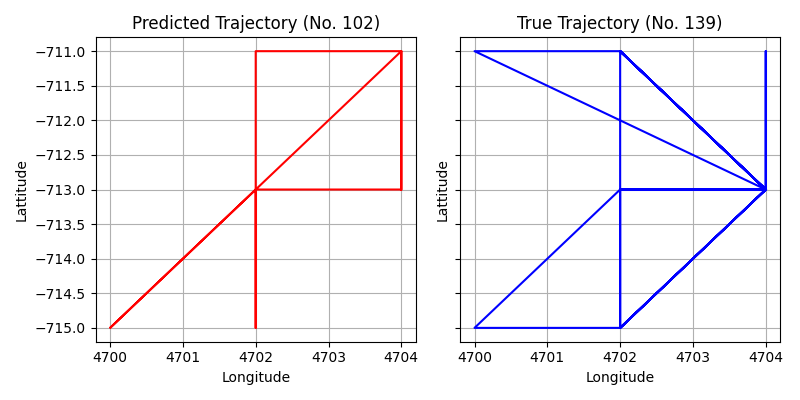 Predicted Trajectory (No. 102)
True Trajectory (No. 139)
−711.0
−711.5
−712.0
−712.5
−713.0
−713.5
−714.0
−714.5
−715.0
Lattitude
Lattitude
4700 4701 4702 4703 4704
4700 4701 4702 4703 4704
Longitude
Longitude